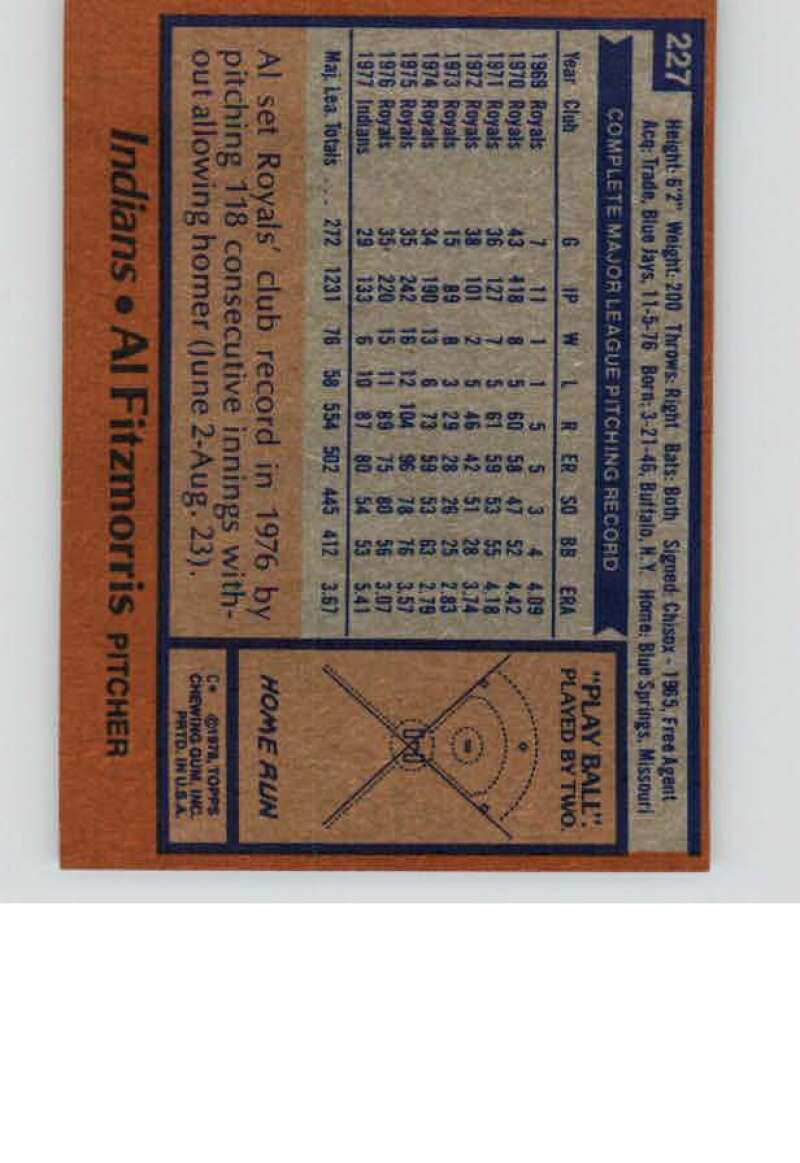 227
Height: 6'2" Weight: 200 Throws: Right Bats: Both Signed: Chisox - 1965, Free Agent
Acq: Trade, Blue Jays, 11-5-76 Born: 3-21-46, Buffalo, N.Y. Home: Blue Springs, Missouri
COMPLETE MAJOR LEAGUE PITCHING RECORD
Year Club G IP W L R ER SO BB ERA
1969 Royals 7 11 1 1 5 5 3 4 4.09
1970 Royals 43 118 8 5 60 58 47 52 4.42
1971 Royals 36 127 7 5 61 59 53 55 4.18
1972 Royals 38 101 2 5 46 42 51 28 3.74
1973 Royals 15 89 8 3 29 28 26 25 2.83
1974 Royals 34 190 13 6 73 59 53 63 2.79
1975 Royals 35 242 16 12 104 96 78 76 3.57
1976 Royals 35 220 15 11 89 75 80 56 3.07
1977 Indians 29 133 6 10 87 80 54 53 5.41
Maj. Lea. Totals ... 272 1231 76 58 554 502 445 412 3.67
Al set Royals' club record in 1976 by
pitching 118 consecutive innings with-
out allowing homer (June 2-Aug. 23).
"PLAY BALL":
PLAYED BY TWO.
HOME RUN
C* ©1978, TOPPS
CHEWING GUM, INC.
PRTD. IN U.S.A.
Indians • Al Fitzmorris PITCHER